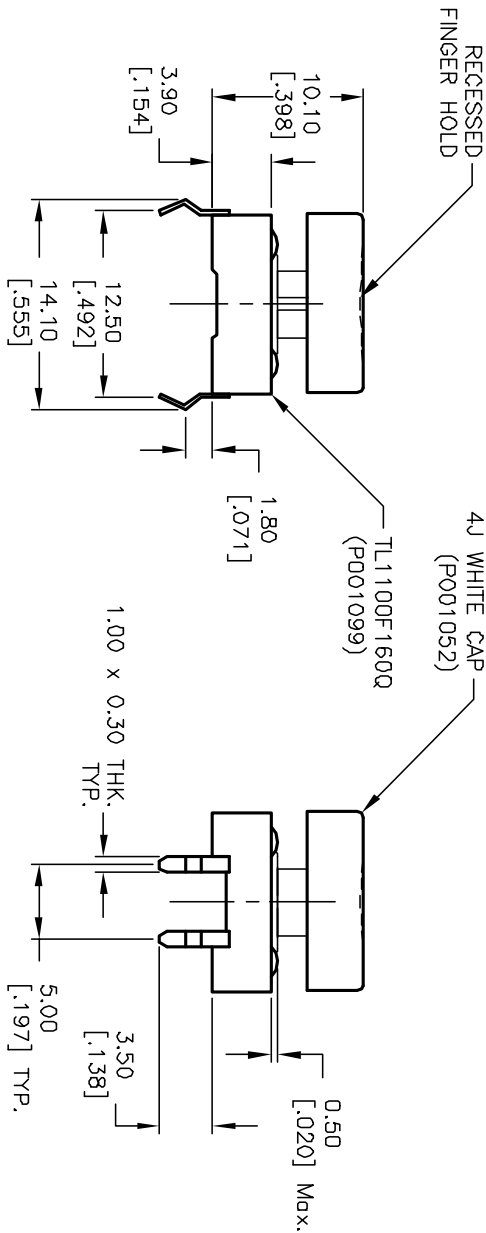 RECESSED
FINGER HOLD
10.10
[.398]
3.90
[.154]
12.50
[.492]
14.10
[.555]
1.80
[.071]
TL1100F160Q
(P001099)
4J WHITE CAP
(P001052)
1.00 x 0.30 THK.
TYP.
5.00
[.197] TYP.
3.50
[.138]
0.50
[.020] Max.